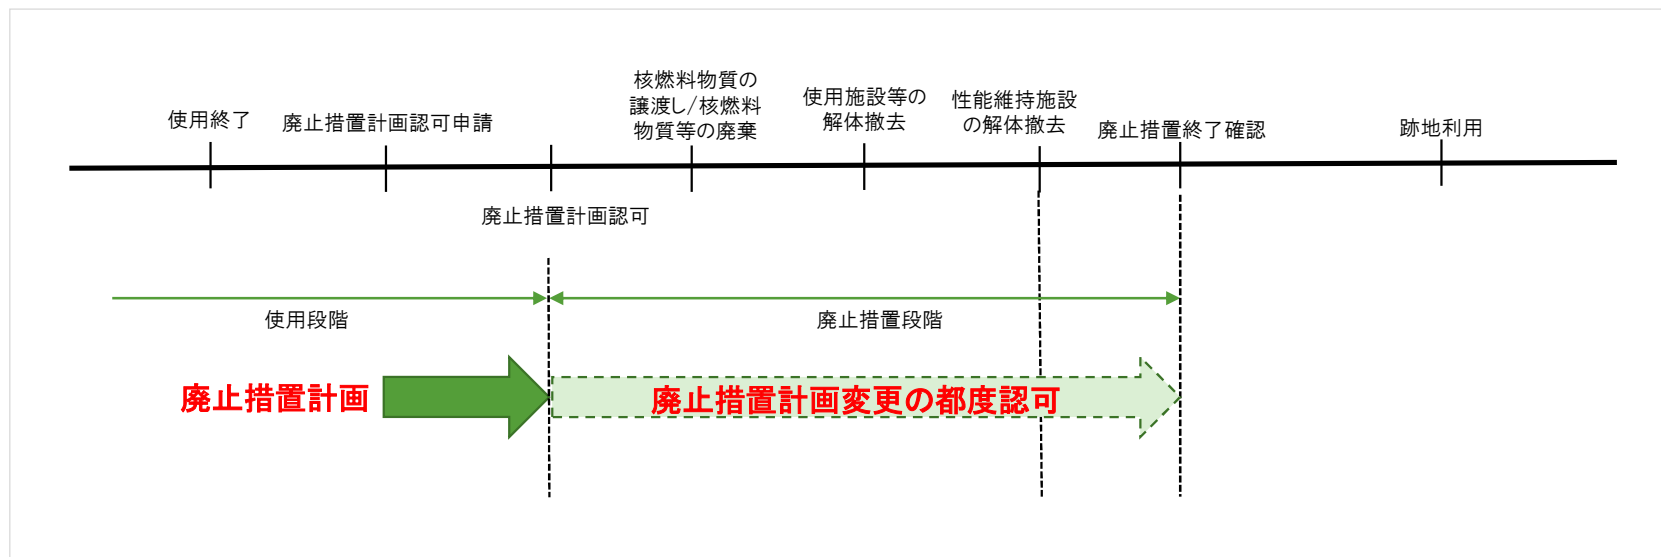 使用終了
廃止措置計画認可申請
核燃料物質の
譲渡し/核燃料
物質等の廃棄
使用施設等の
解体撤去
性能維持施設
の解体撤去
廃止措置終了確認
跡地利用
廃止措置計画認可
使用段階
廃止措置段階
廃止措置計画
廃止措置計画変更の都度認可